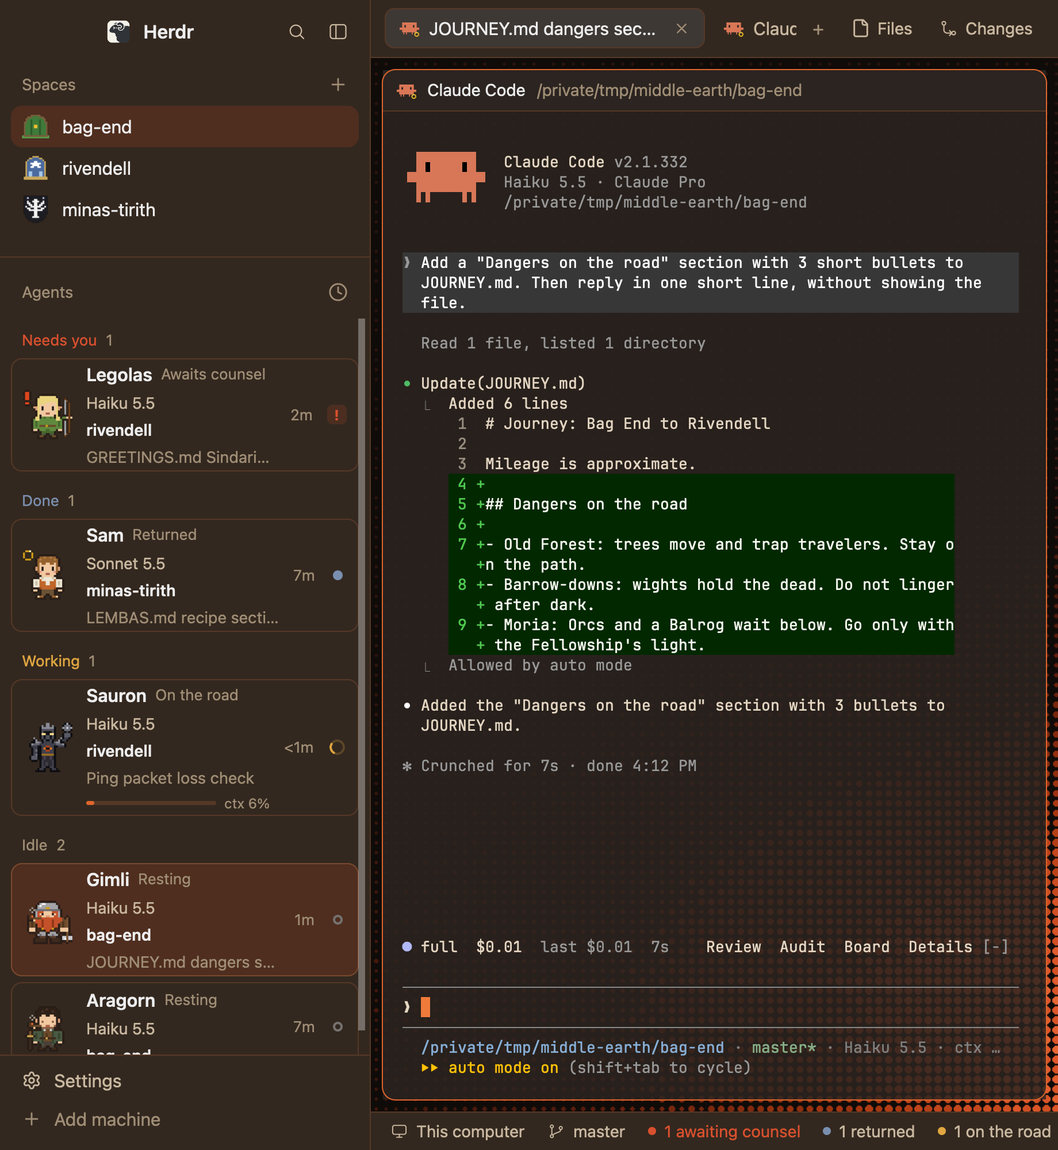 Herdr
Spaces
bag-end
rivendell
minas-tirith
Agents
Needs you 1
Legolas Awaits counsel
Haiku 5.5
rivendell
GREETINGS.md Sindari...
2m !
Done 1
Sam Returned
Sonnet 5.5
minas-tirith
LEMBAS.md recipe secti...
7m
Working 1
Sauron On the road
Haiku 5.5
rivendell
Ping packet loss check
ctx 6%
<1m
Idle 2
Gimli Resting
Haiku 5.5
bag-end
JOURNEY.md dangers s...
1m
Aragorn Resting
Haiku 5.5
7m
bag-end
Settings
+ Add machine
JOURNEY.md dangers sec... × Clauc + Files Changes
Claude Code /private/tmp/middle-earth/bag-end
Claude Code v2.1.332
Haiku 5.5 · Claude Pro
/private/tmp/middle-earth/bag-end
❯ Add a "Dangers on the road" section with 3 short bullets to
JOURNEY.md. Then reply in one short line, without showing the
file.
Read 1 file, listed 1 directory
● Update(JOURNEY.md)
⎿ Added 6 lines
1 # Journey: Bag End to Rivendell
2
3 Mileage is approximate.
4 +
5 +## Dangers on the road
6 +
7 +- Old Forest: trees move and trap travelers. Stay o
+n the path.
8 +- Barrow-downs: wights hold the dead. Do not linger
+ after dark.
9 +- Moria: Orcs and a Balrog wait below. Go only with
+ the Fellowship's light.
⎿ Allowed by auto mode
● Added the "Dangers on the road" section with 3 bullets to
JOURNEY.md.
✻ Crunched for 7s · done 4:12 PM
● full $0.01 last $0.01 7s Review Audit Board Details [-]
❯
/private/tmp/middle-earth/bag-end · master* · Haiku 5.5 · ctx …
⏵⏵ auto mode on (shift+tab to cycle)
This computer master ● 1 awaiting counsel ● 1 returned ● 1 on the road